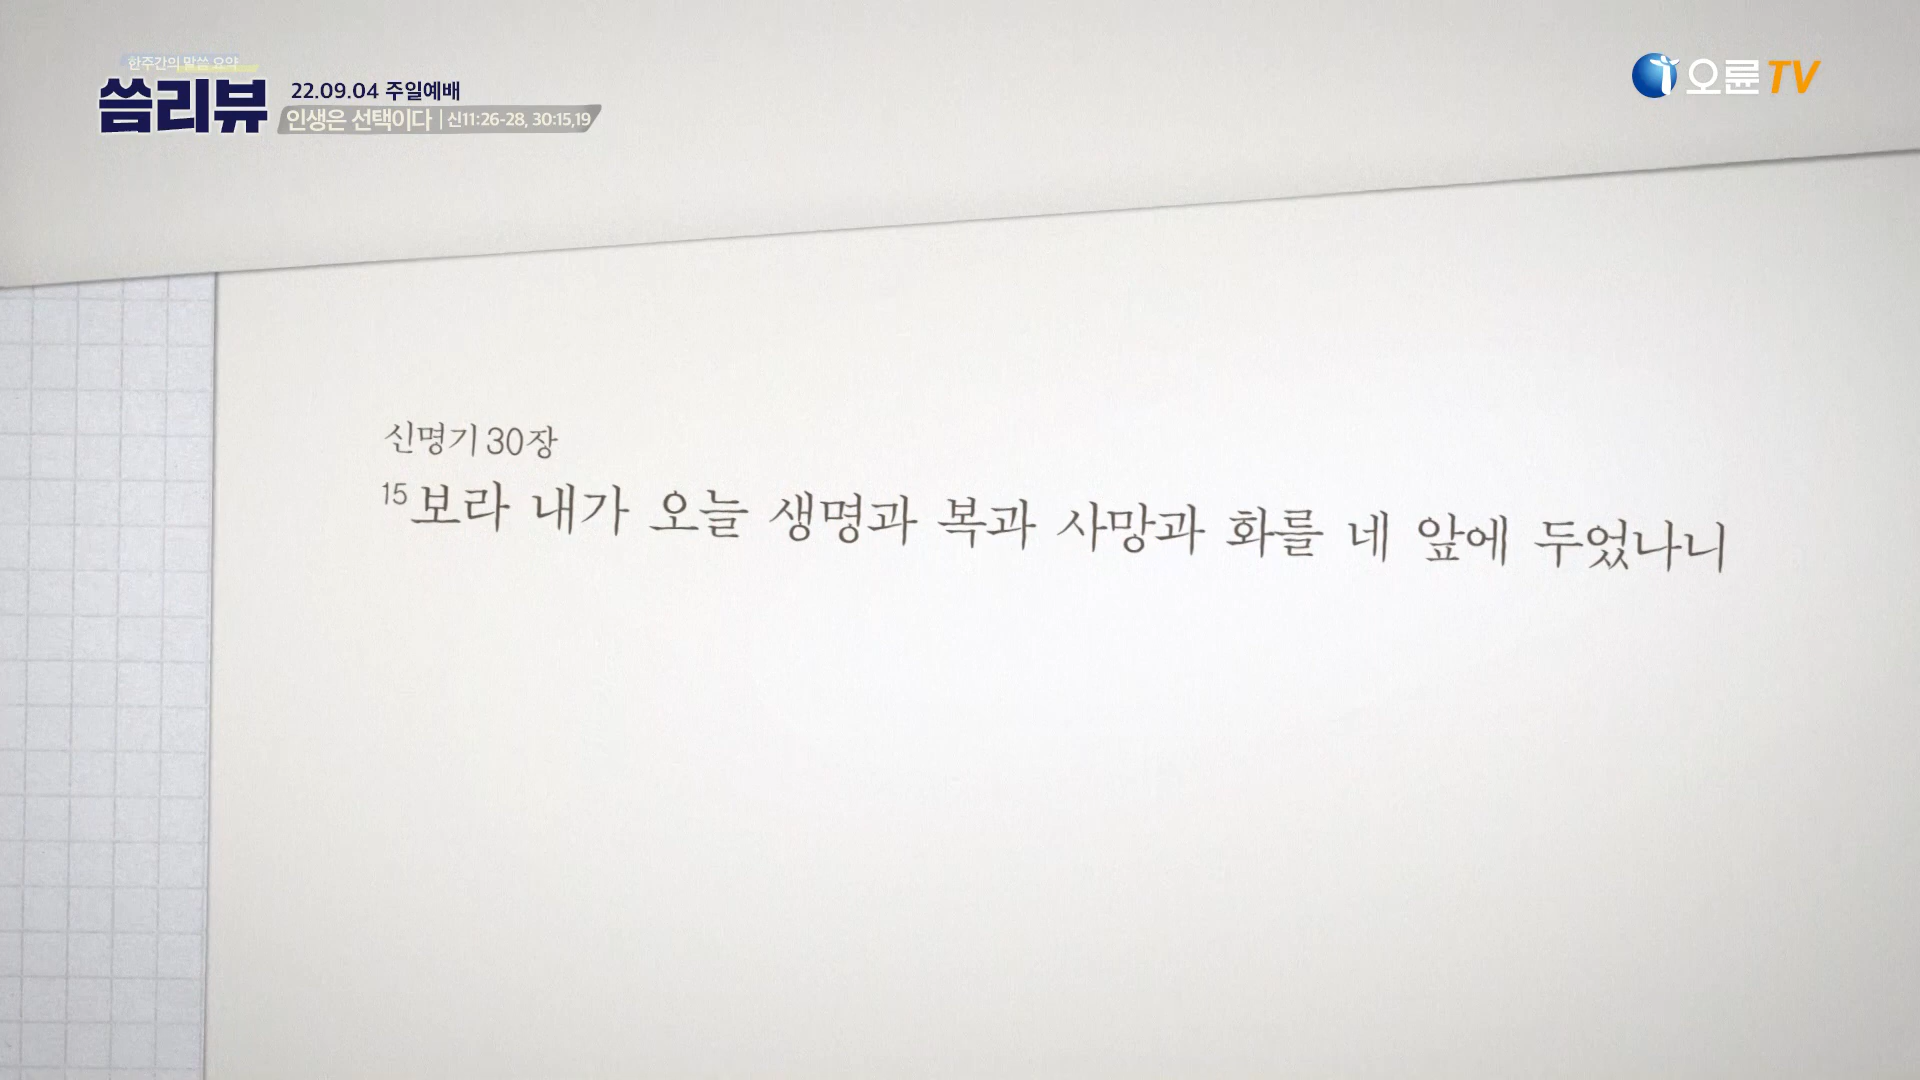 한주간의 말씀 요약
씀리뷰
22.09.04 주일예배
인생은 선택이다 | 신11:26-28, 30:15,19
오륜TV
신명기 30장
15 보라 내가 오늘 생명과 복과 사망과 화를 네 앞에 두었나니